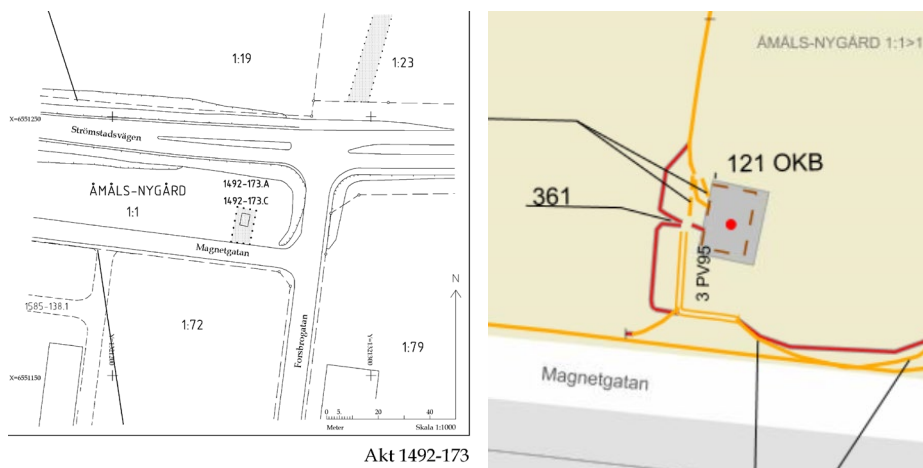 1:19
1:23
X=6551250
Strömstadsvägen
ÅMÅLS-NYGÅRD
1:1
1492-173.A
1492-173.C
Magnetgatan
N
1585-138.1
1:72
Forsbrogatan
1:79
X=6551150
0
5
20
40
Meter
Skala 1:1000
Akt 1492-173
ÅMÅLS-NYGÅRD 1:1>1
121 OKB
361
3 PV95
Magnetgatan